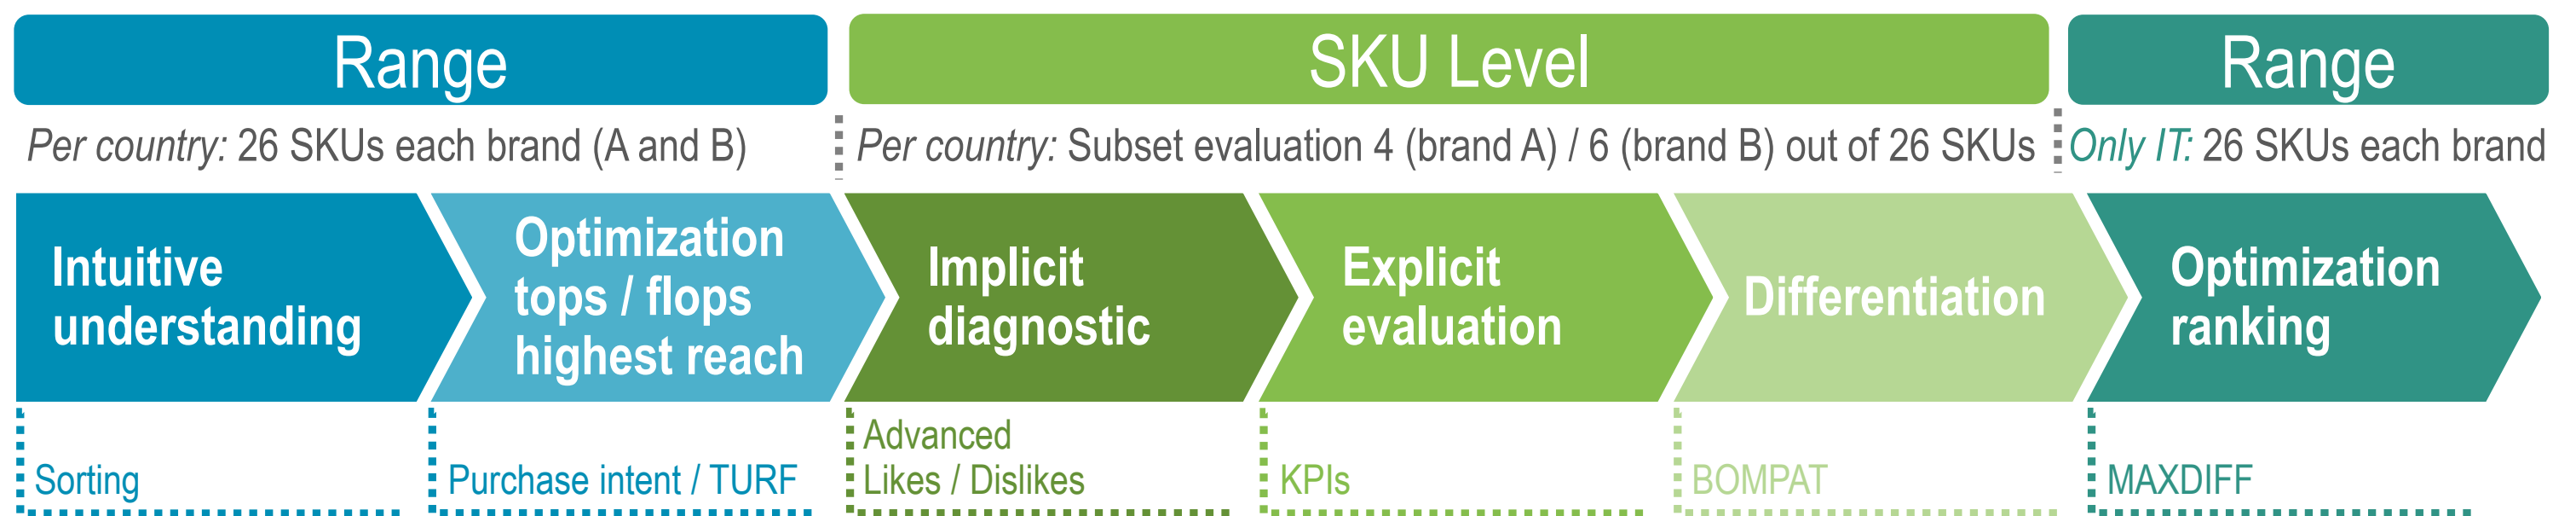 Range
SKU Level
Range
Per country: 26 SKUs each brand (A and B)
Per country: Subset evaluation 4 (brand A) / 6 (brand B) out of 26 SKUs
Only IT: 26 SKUs each brand
Intuitive
understanding
Optimization
tops / flops
highest reach
Implicit
diagnostic
Explicit
evaluation
Differentiation
Optimization
ranking
Sorting
Purchase intent / TURF
Advanced
Likes / Dislikes
KPIs
BOMPAT
MAXDIFF